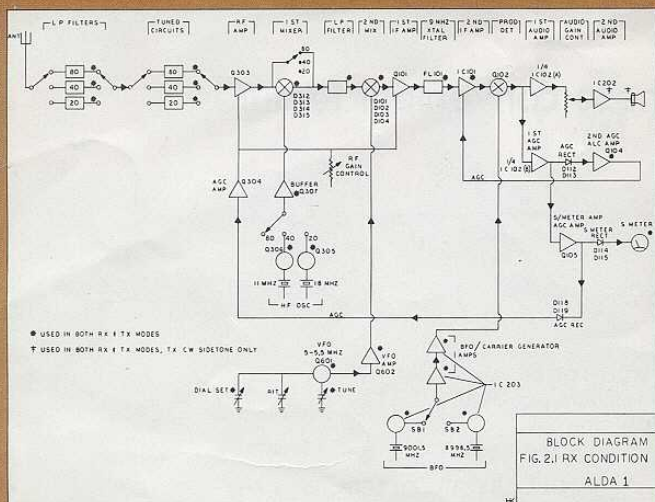 L P FILTERS
TUNED CIRCUITS
RF AMP
1ST MIXER
L P FILTER
2ND MIX
1ST IF AMP
9 MHZ XTAL FILTER
2ND IF AMP
PROD DET
1ST AUDIO AMP
AUDIO GAIN CONT
2ND AUDIO AMP
ANT
80
40
20
80
40
20
Q303
80
40
20
D312
D313
D314
D315
D101
D102
D103
D104
Q101
FL101
IC101
Q102
1/4 IC102(A)
IC202
AGC AMP
Q304
BUFFER
Q307
RF GAIN CONTROL
1ST AGC AMP
1/4 IC102(B)
AGC RECT
D112
D113
2ND AGC ALC AMP
Q104
AGC
S/METER AMP
AGC AMP
Q105
S METER RECT
D114
D115
S METER
80
40
20
Q306
Q305
11 MHZ
18 MHZ
HF OSC
AGC
D118
D119
AGC REC
* USED IN BOTH RX & TX MODES
† USED IN BOTH RX & TX MODES, TX CW SIDETONE ONLY
VFO
5-5,5 MHZ
Q601
VFO AMP
Q602
DIAL SET
RIT
TUNE
BFO/CARRIER GENERATOR
AMPS
IC 203
SB1
SB2
9001,5 MHZ
8998,5 MHZ
BFO
BLOCK DIAGRAM
FIG. 2.1 RX CONDITION
ALDA 1
HK